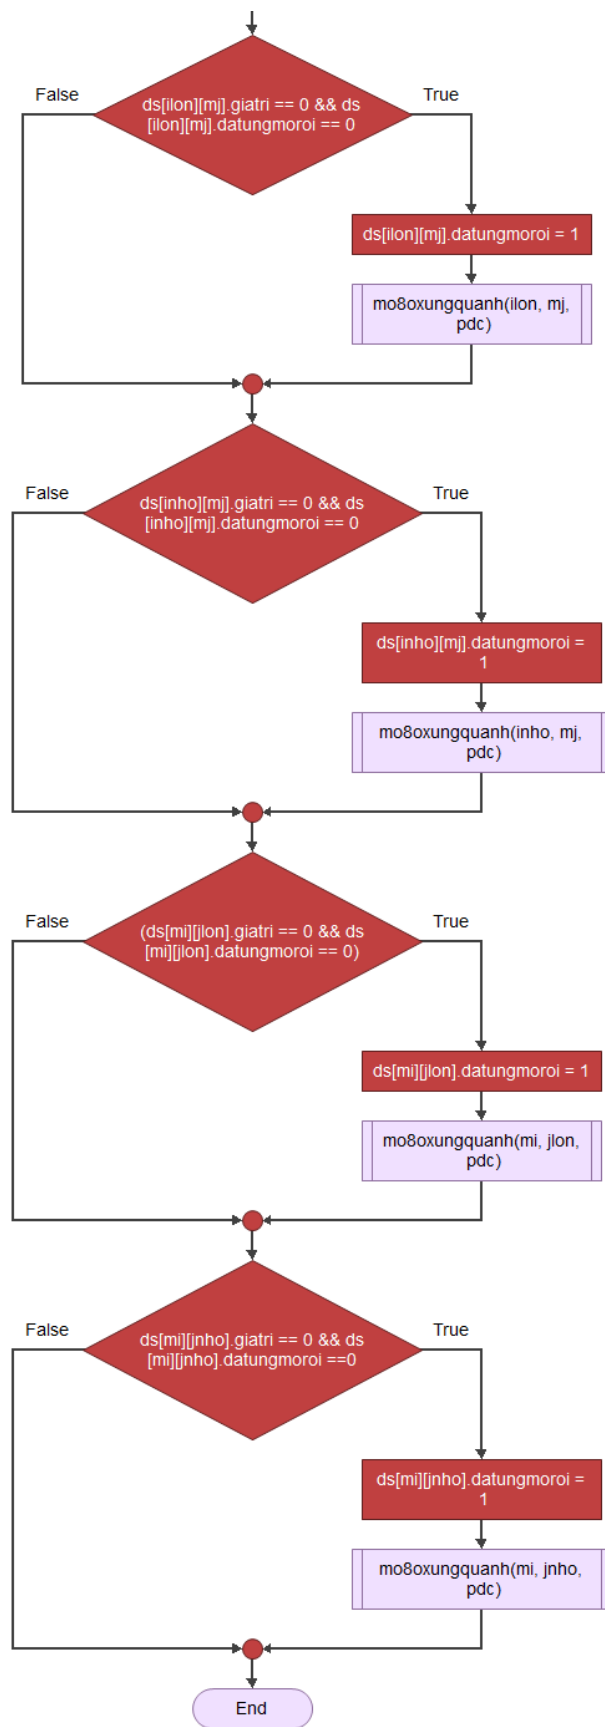 False
True
ds[ilon][mj].giatri == 0 && ds
[ilon][mj].datungmoroi == 0
ds[ilon][mj].datungmoroi = 1
mo8oxungquanh(ilon, mj,
pdc)
False
True
ds[inho][mj].giatri == 0 && ds
[inho][mj].datungmoroi == 0
ds[inho][mj].datungmoroi =
1
mo8oxungquanh(inho, mj,
pdc)
False
True
(ds[mi][jlon].giatri == 0 && ds
[mi][jlon].datungmoroi == 0)
ds[mi][jlon].datungmoroi = 1
mo8oxungquanh(mi, jlon,
pdc)
False
True
ds[mi][jnho].giatri == 0 && ds
[mi][jnho].datungmoroi ==0
ds[mi][jnho].datungmoroi =
1
mo8oxungquanh(mi, jnho,
pdc)
End